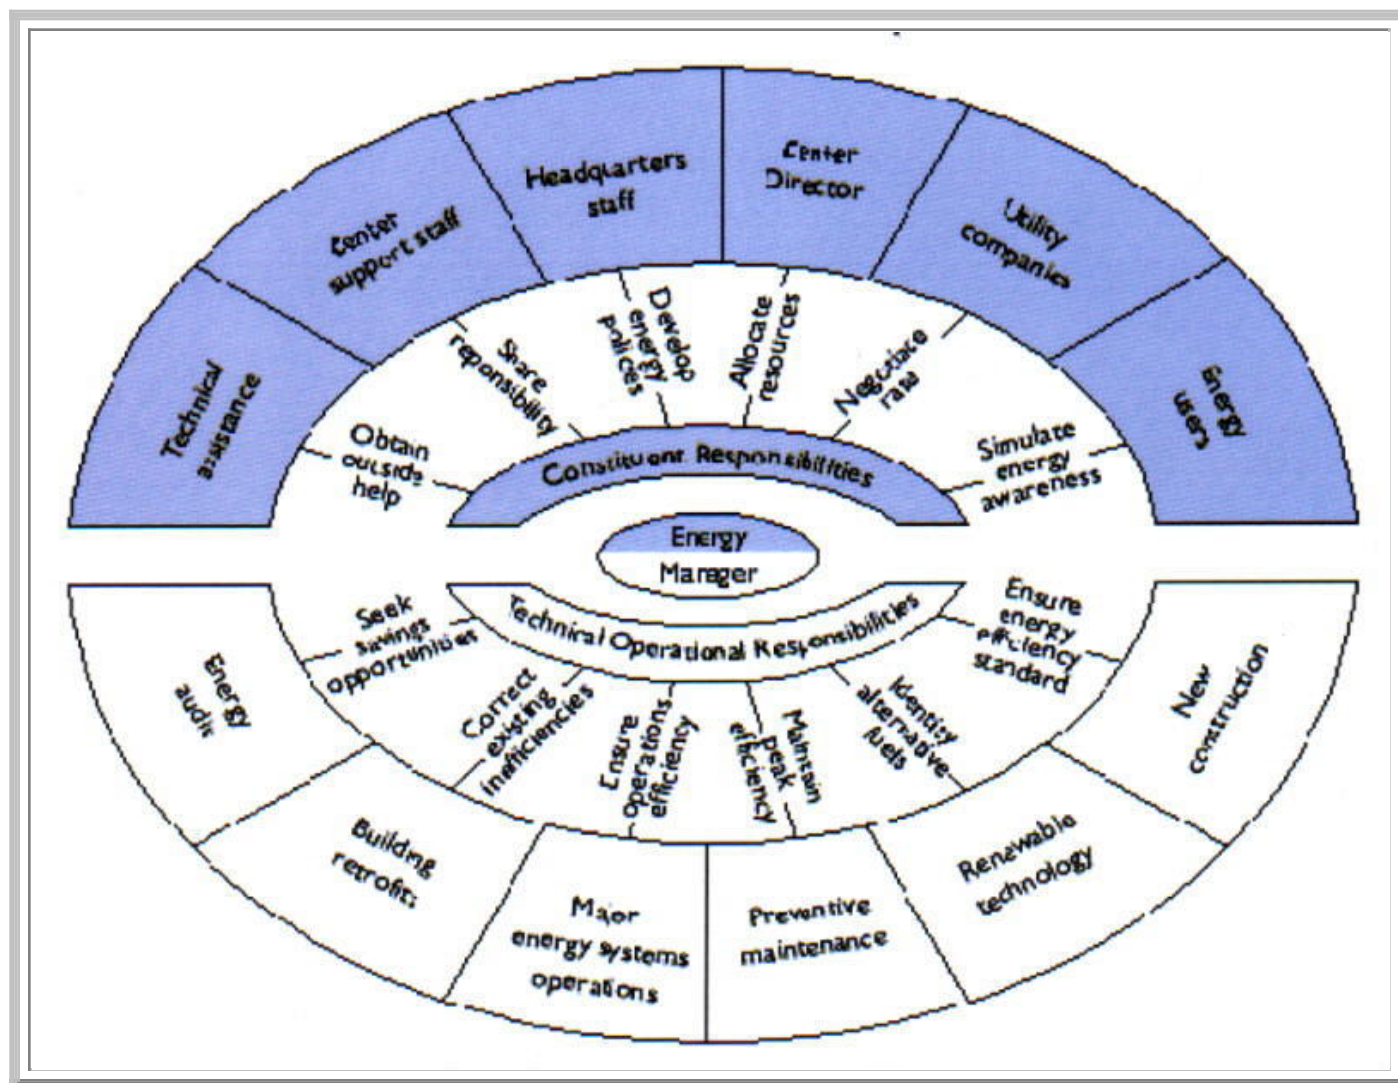 Technical
assistance
Center
support staff
Headquarters
staff
Center
Director
Utility
companies
Energy
users
Obtain
outside
help
Share
reponsibility
Develop
energy
polices
Allocate
resources
Negotiate
rate
Simulate
energy
awareness
Constituent Responsibilities
Energy
Manager
Technical Operational Responsibilities
Seek
savings
opportunities
Correct
existing
inefficiencies
Ensure
operations
efficiency
Maintain
peak
efficiency
Identity
alternative
fuels
Ensure
energy
efficiency
standard
Energy
audit
Building
retrofits
Major
energy systems
operations
Preventive
maintenance
Renewable
technology
New
construction